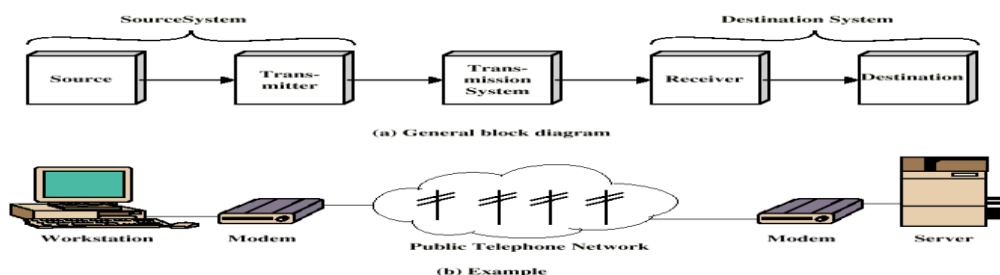 SourceSystem
Destination System
Source
Trans-
mitter
Trans-
mission
System
Receiver
Destination
(a) General block diagram
Workstation
Modem
Public Telephone Network
Modem
Server
(b) Example